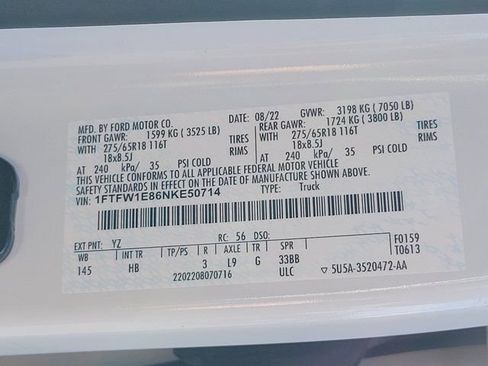 MFD. BY FORD MOTOR CO. DATE: 08/22 GVWR: 3198 KG ( 7050 LB)
FRONT GAWR: 1599 KG ( 3525 LB) REAR GAWR: 1724 KG ( 3800 LB)
WITH 275/65R18 116T TIRES WITH 275/65R18 116T TIRES
18x8.5J RIMS 18x8.5J RIMS
AT 240 kPa/ 35 PSI COLD AT 240 kPa/ 35 PSI COLD
THIS VEHICLE CONFORMS TO ALL APPLICABLE FEDERAL MOTOR VEHICLE
SAFETY AND THEFT PREVENTION STANDARDS IN EFFECT ON THE DATE OF MANUFACTURE SHOWN ABOVE.
VIN: 1FTFW1E86NKE50714 TYPE: Truck
EXT PNT: YZ RC: 56 DSO: F0159
WB INT TR TP/PS R AXLE TR SPR T0613
145 HB 3 L9 G 33BB
2202208070716 ULC 5U5A-3520472-AA